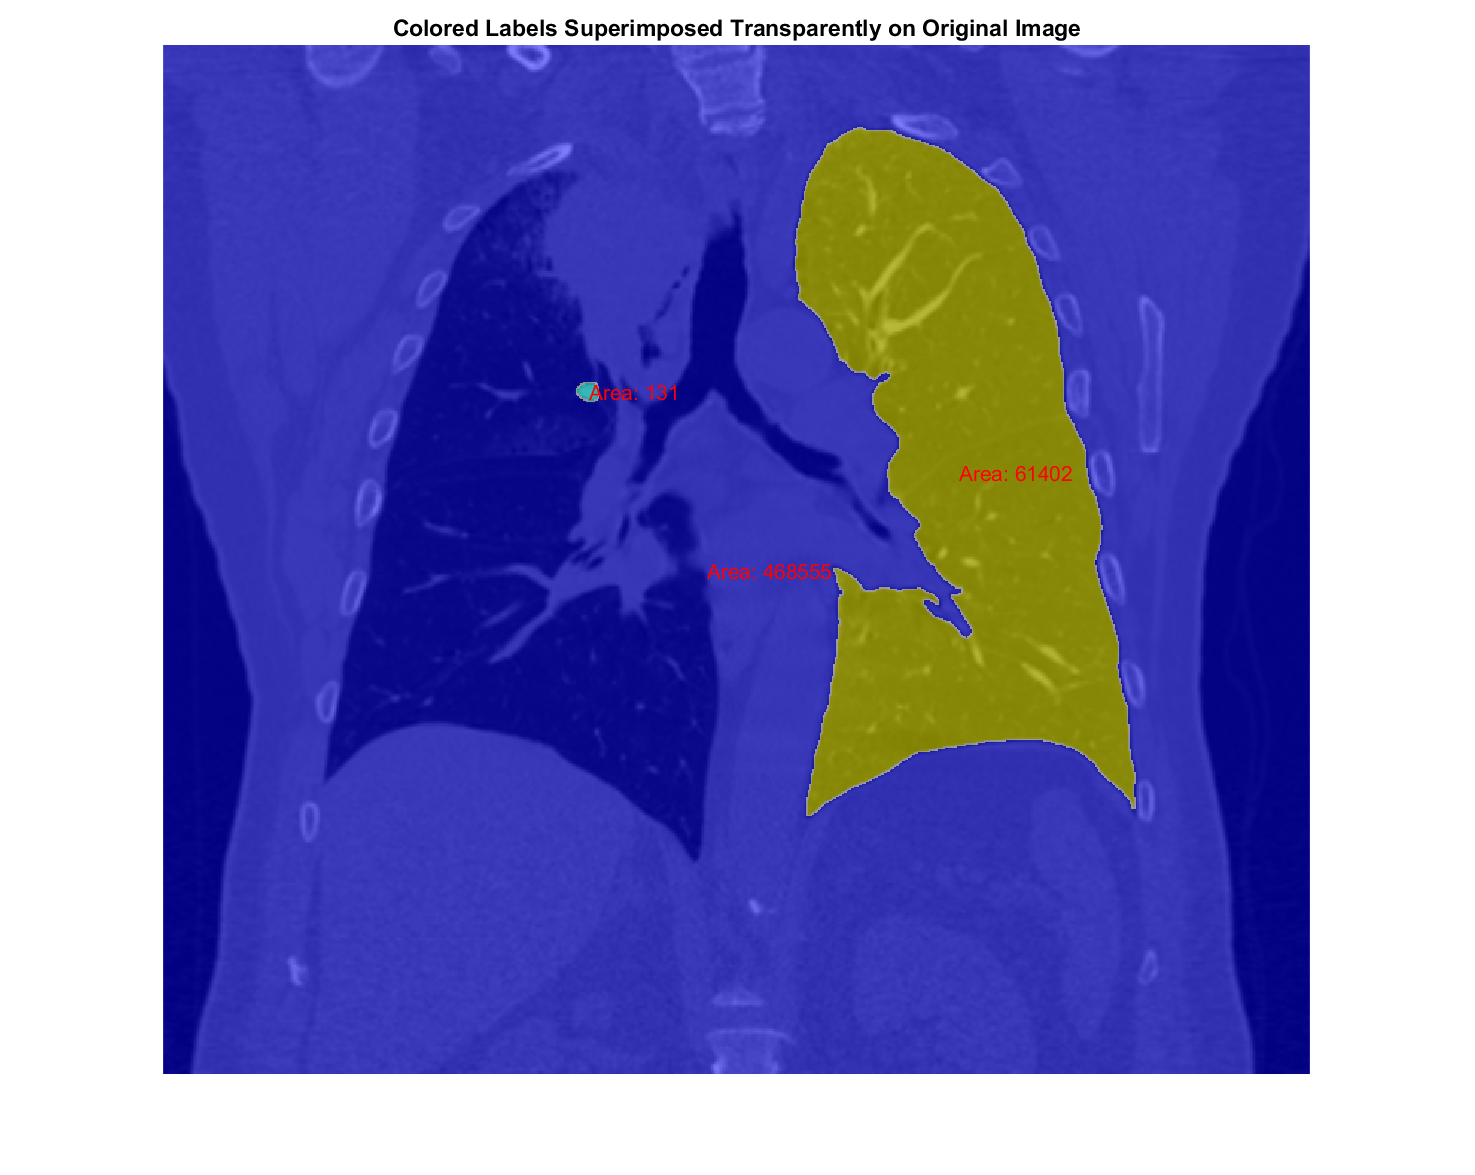 Colored Labels Superimposed Transparently on Original Image
Area: 131
Area: 61402
Area: 468555